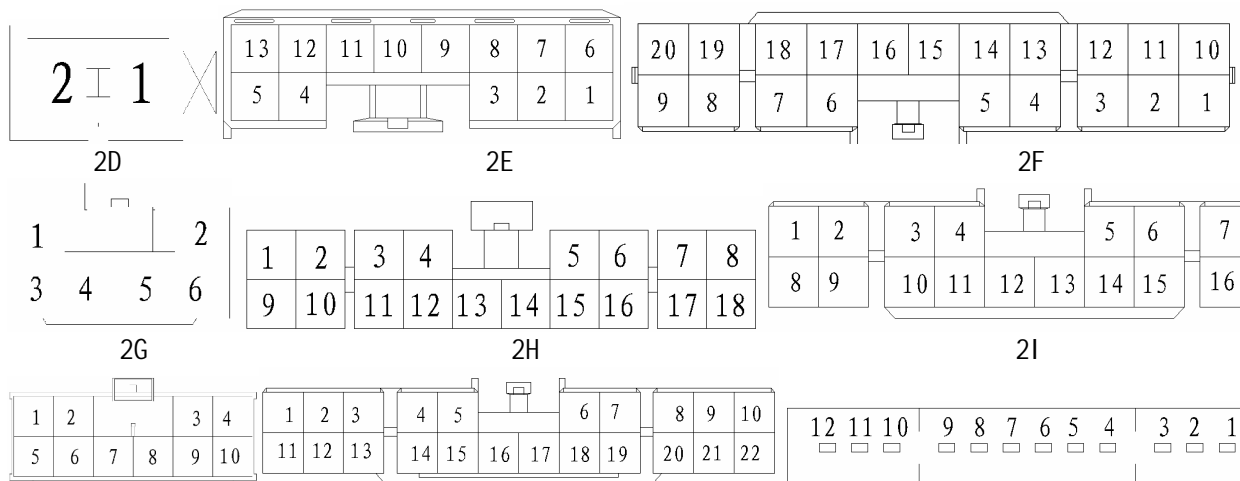 2 1
2D
13 12 11 10 9 8 7 6
5 4 3 2 1
2E
20 19 18 17 16 15 14 13 12 11 10
9 8 7 6 5 4 3 2 1
2F
1 2
3 4 5 6
2G
1 2 3 4 5 6 7 8
9 10 11 12 13 14 15 16 17 18
2H
1 2 3 4 5 6 7
8 9 10 11 12 13 14 15 16
2I
1 2 3 4
5 6 7 8 9 10
1 2 3 4 5 6 7 8 9 10
11 12 13 14 15 16 17 18 19 20 21 22
12 11 10 9 8 7 6 5 4 3 2 1